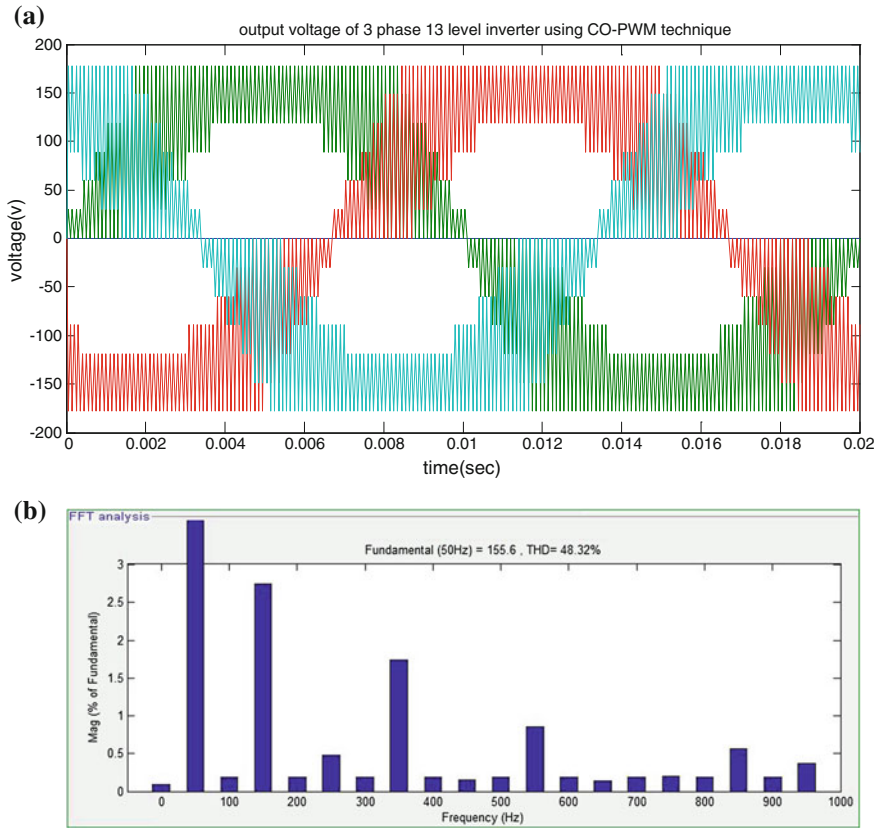 (a)
output voltage of 3 phase 13 level inverter using CO-PWM technique
200
150
100
50
0
-50
-100
-150
-200
voltage(v)
0 0.002 0.004 0.006 0.008 0.01 0.012 0.014 0.016 0.018 0.02
time(sec)
(b)
FFT analysis
Fundamental (50Hz) = 155.6 , THD= 48.32%
3
2.5
2
1.5
1
0.5
0
Mag (% of Fundamental)
0 100 200 300 400 500 600 700 800 900 1000
Frequency (Hz)